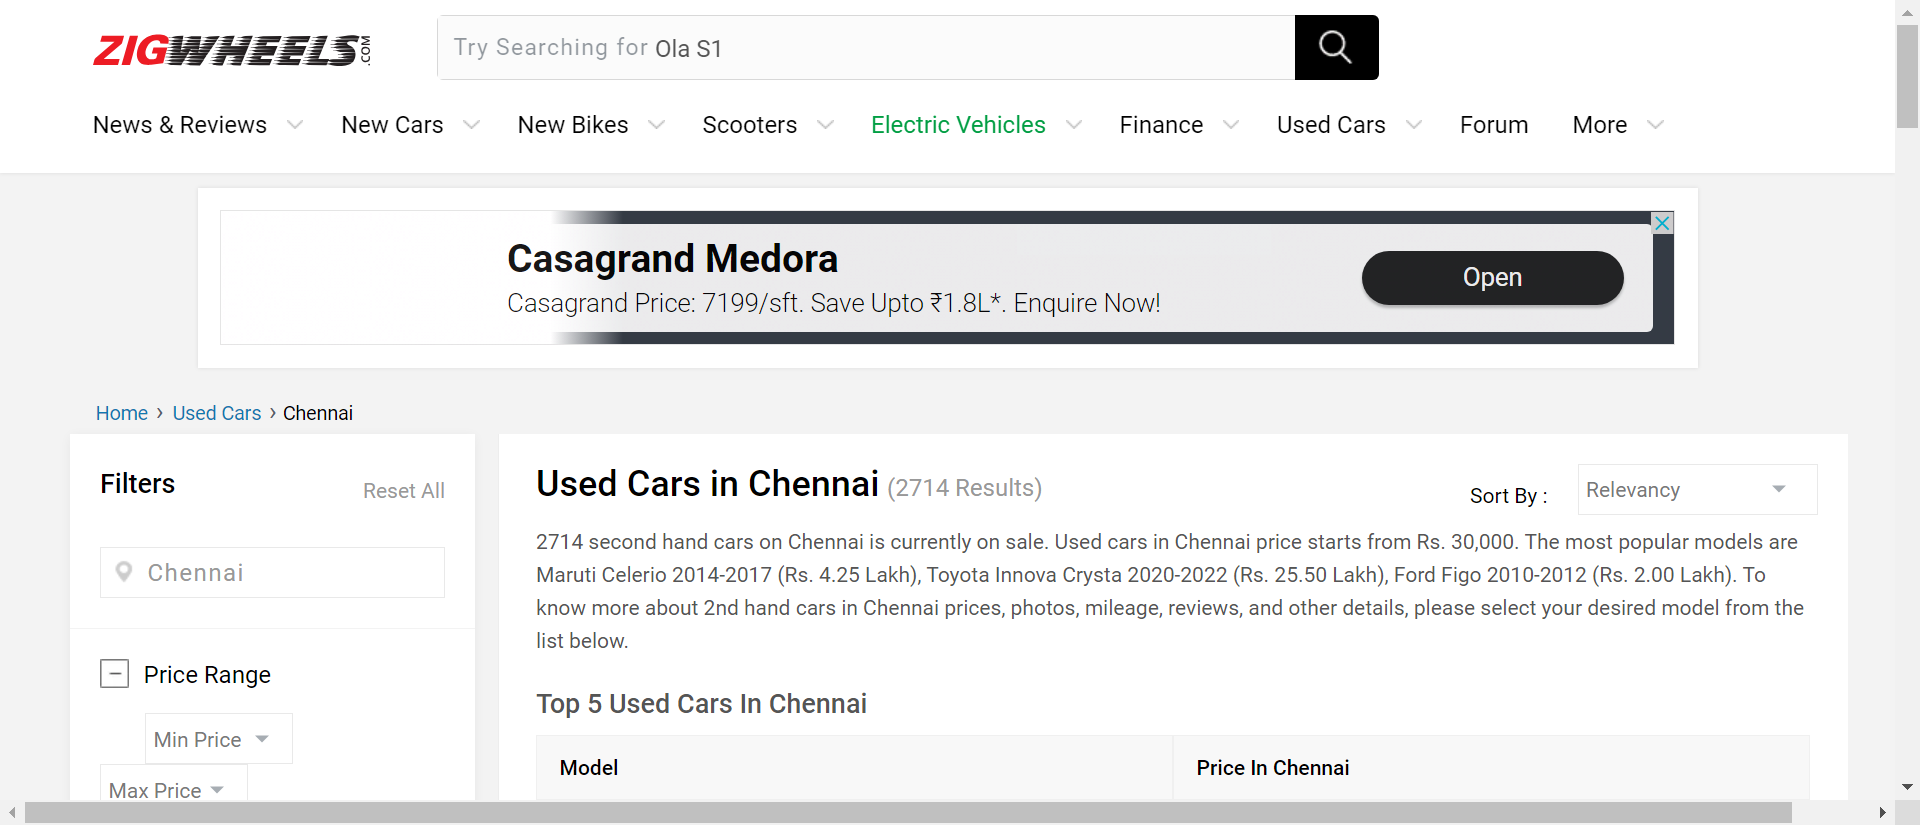 ZIGWHEELS.COM
Try Searching for Ola S1
News & Reviews New Cars New Bikes Scooters Electric Vehicles Finance Used Cars Forum More
Casagrand Medora
Casagrand Price: 7199/sft. Save Upto ₹1.8L*. Enquire Now!
Open
Home › Used Cars › Chennai
Filters
Reset All
Chennai
Price Range
Min Price
Max Price
Used Cars in Chennai (2714 Results)
Sort By :
Relevancy
2714 second hand cars on Chennai is currently on sale. Used cars in Chennai price starts from Rs. 30,000. The most popular models are
Maruti Celerio 2014-2017 (Rs. 4.25 Lakh), Toyota Innova Crysta 2020-2022 (Rs. 25.50 Lakh), Ford Figo 2010-2012 (Rs. 2.00 Lakh). To
know more about 2nd hand cars in Chennai prices, photos, mileage, reviews, and other details, please select your desired model from the
list below.
Top 5 Used Cars In Chennai
Model Price In Chennai